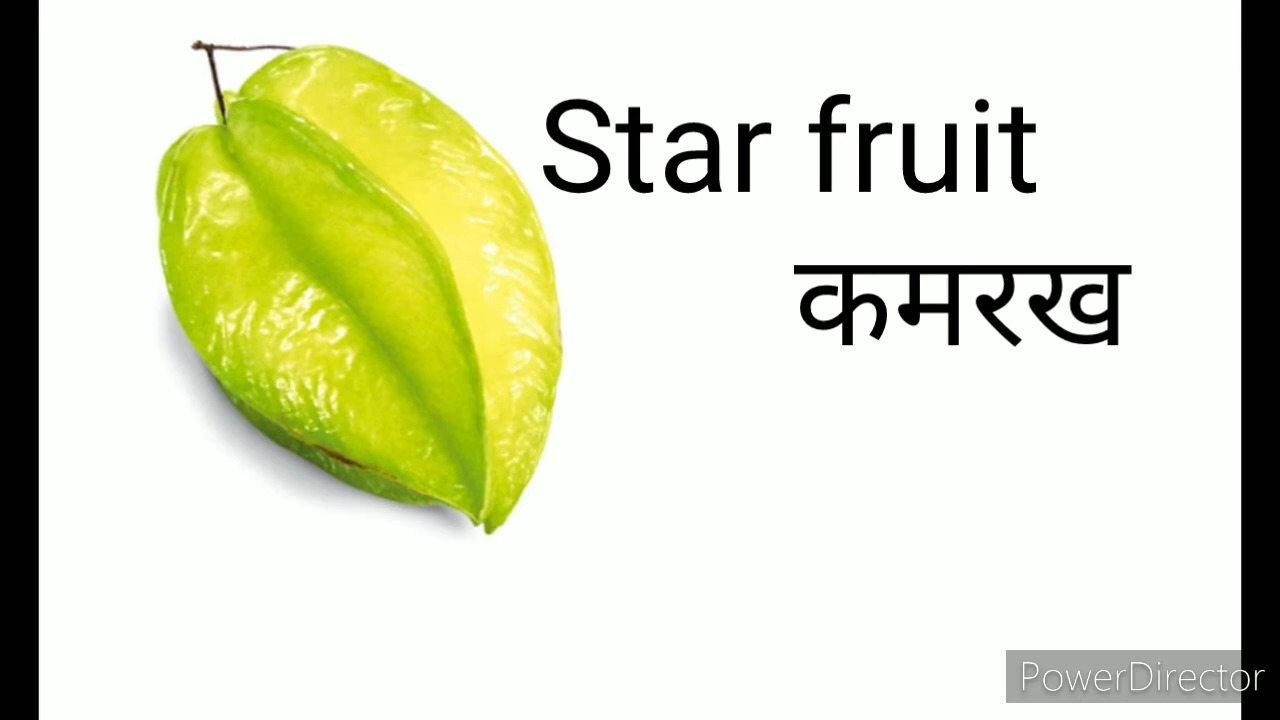 Star fruit
कमरख
PowerDirector